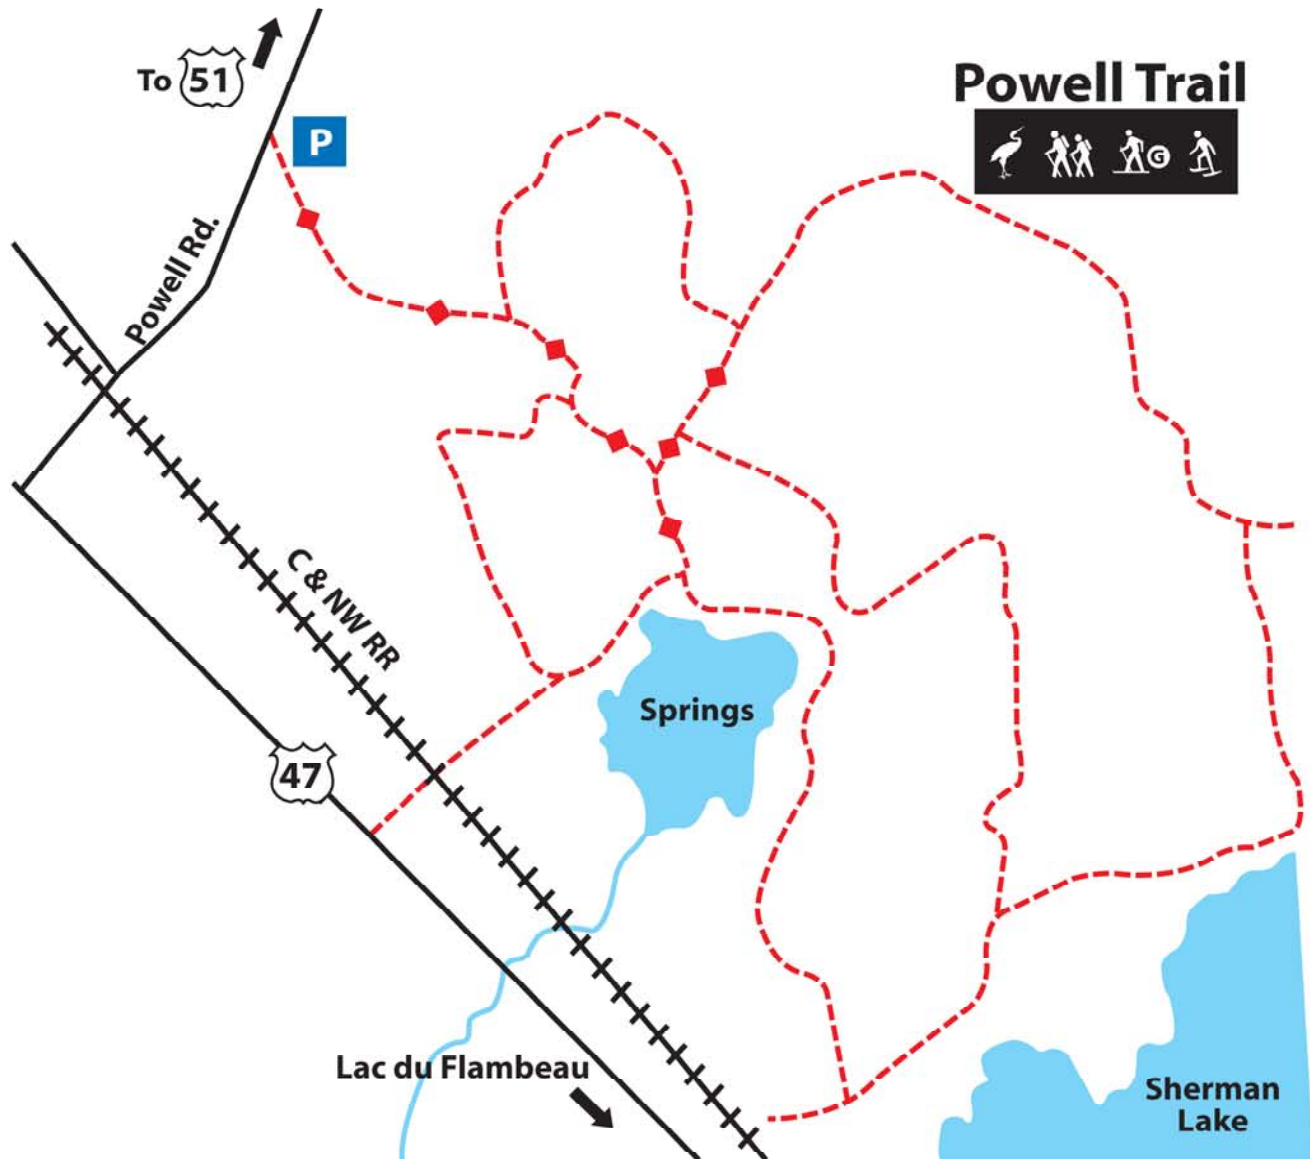 To 51
P
Powell Trail
G
Powell Rd.
C & NW RR
Springs
47
Lac du Flambeau
Sherman
Lake